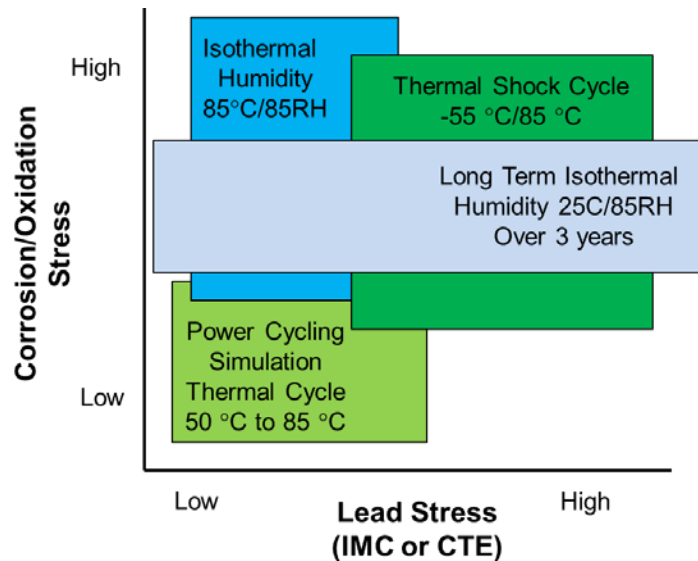 High
Corrosion/Oxidation
Stress
Low
Isothermal
Humidity
85°C/85RH
Thermal Shock Cycle
-55 °C/85 °C
Long Term Isothermal
Humidity 25C/85RH
Over 3 years
Power Cycling
Simulation
Thermal Cycle
50 °C to 85 °C
Low
High
Lead Stress
(IMC or CTE)